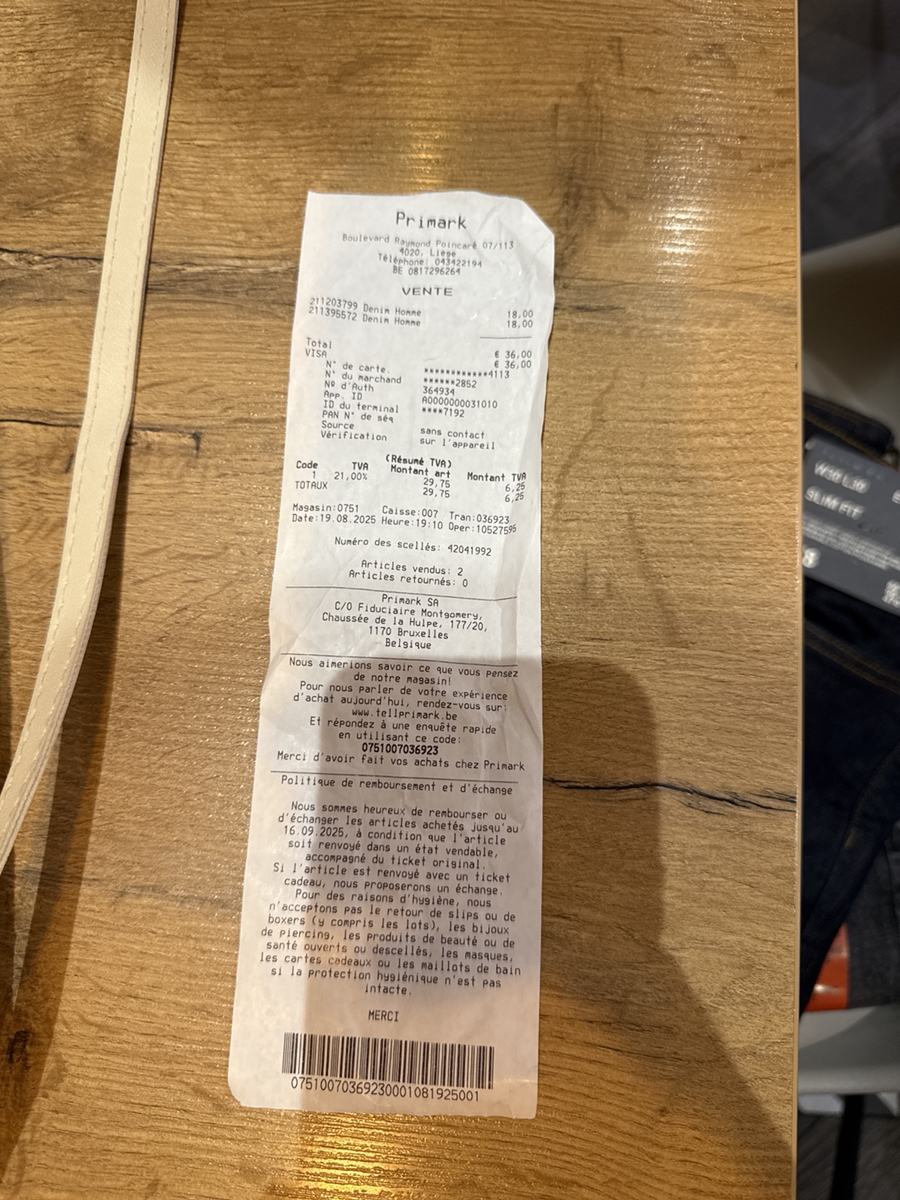 Primark
Boulevard Raymond Poincaré 07/113
4020, Liege
Téléphone: 043422194
BE 0817296264
VENTE
211203799 Denim Homme 18,00
211395572 Denim Homme 18,00
Total € 36,00
VISA € 36,00
N° de carte. ************4113
N° du marchand ******2852
Nº d'Auth 364934
App. ID A0000000031010
ID du terminal ****7192
PAN N° de séq
Source sans contact
Vérification sur l'appareil
(Résumé TVA)
Code TVA Montant art Montant TVA
1 21,00% 29,75 6,25
TOTAUX 29,75 6,25
Magasin:0751 Caisse:007 Tran:036923
Date:19.08.2025 Heure:19:10 Oper:10527595
Numéro des scellés: 42041992
Articles vendus: 2
Articles retournés: 0
Primark SA
C/O Fiduciaire Montgomery,
Chaussée de la Hulpe, 177/20,
1170 Bruxelles
Belgique
Nous aimerions savoir ce que vous pensez
de notre magasin!
Pour nous parler de votre expérience
d'achat aujourd'hui, rendez-vous sur:
www.tellprimark.be
Et répondez à une enquête rapide
en utilisant ce code:
0751007036923
Merci d'avoir fait vos achats chez Primark
Politique de remboursement et d'échange
Nous sommes heureux de rembourser ou
d'échanger les articles achetés jusqu'au
16.09.2025, à condition que l'article
soit renvoyé dans un état vendable,
accompagné du ticket original.
Si l'article est renvoyé avec un ticket
cadeau, nous proposerons un échange.
Pour des raisons d'hygiène, nous
n'acceptons pas le retour de slips ou de
boxers (y compris les lots), les bijoux
de piercing, les produits de beauté ou de
santé ouverts ou descellés, les masques,
les cartes cadeaux ou les maillots de bain
si la protection hygiénique n'est pas
intacte.
MERCI
07510070369230001081925001
W30 L30
SLIM FIT